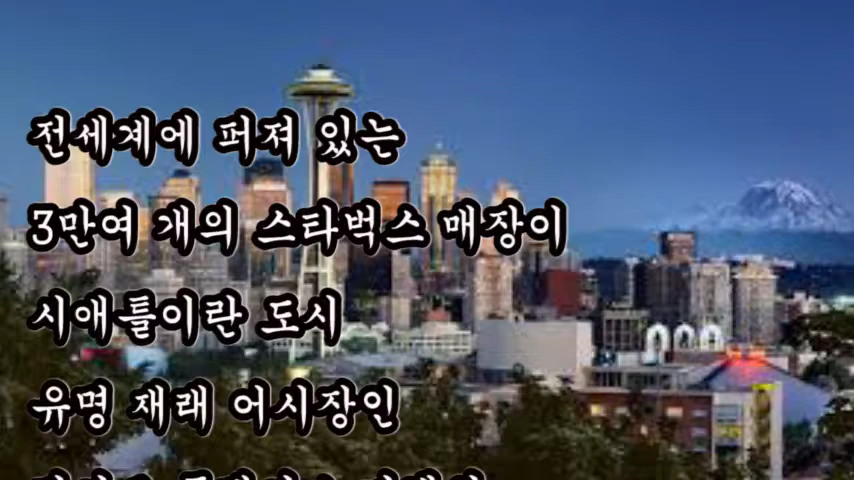 전세계에 퍼져 있는
3만여 개의 스타벅스 매장이
시애틀이란 도시
유명 재래 어시장인